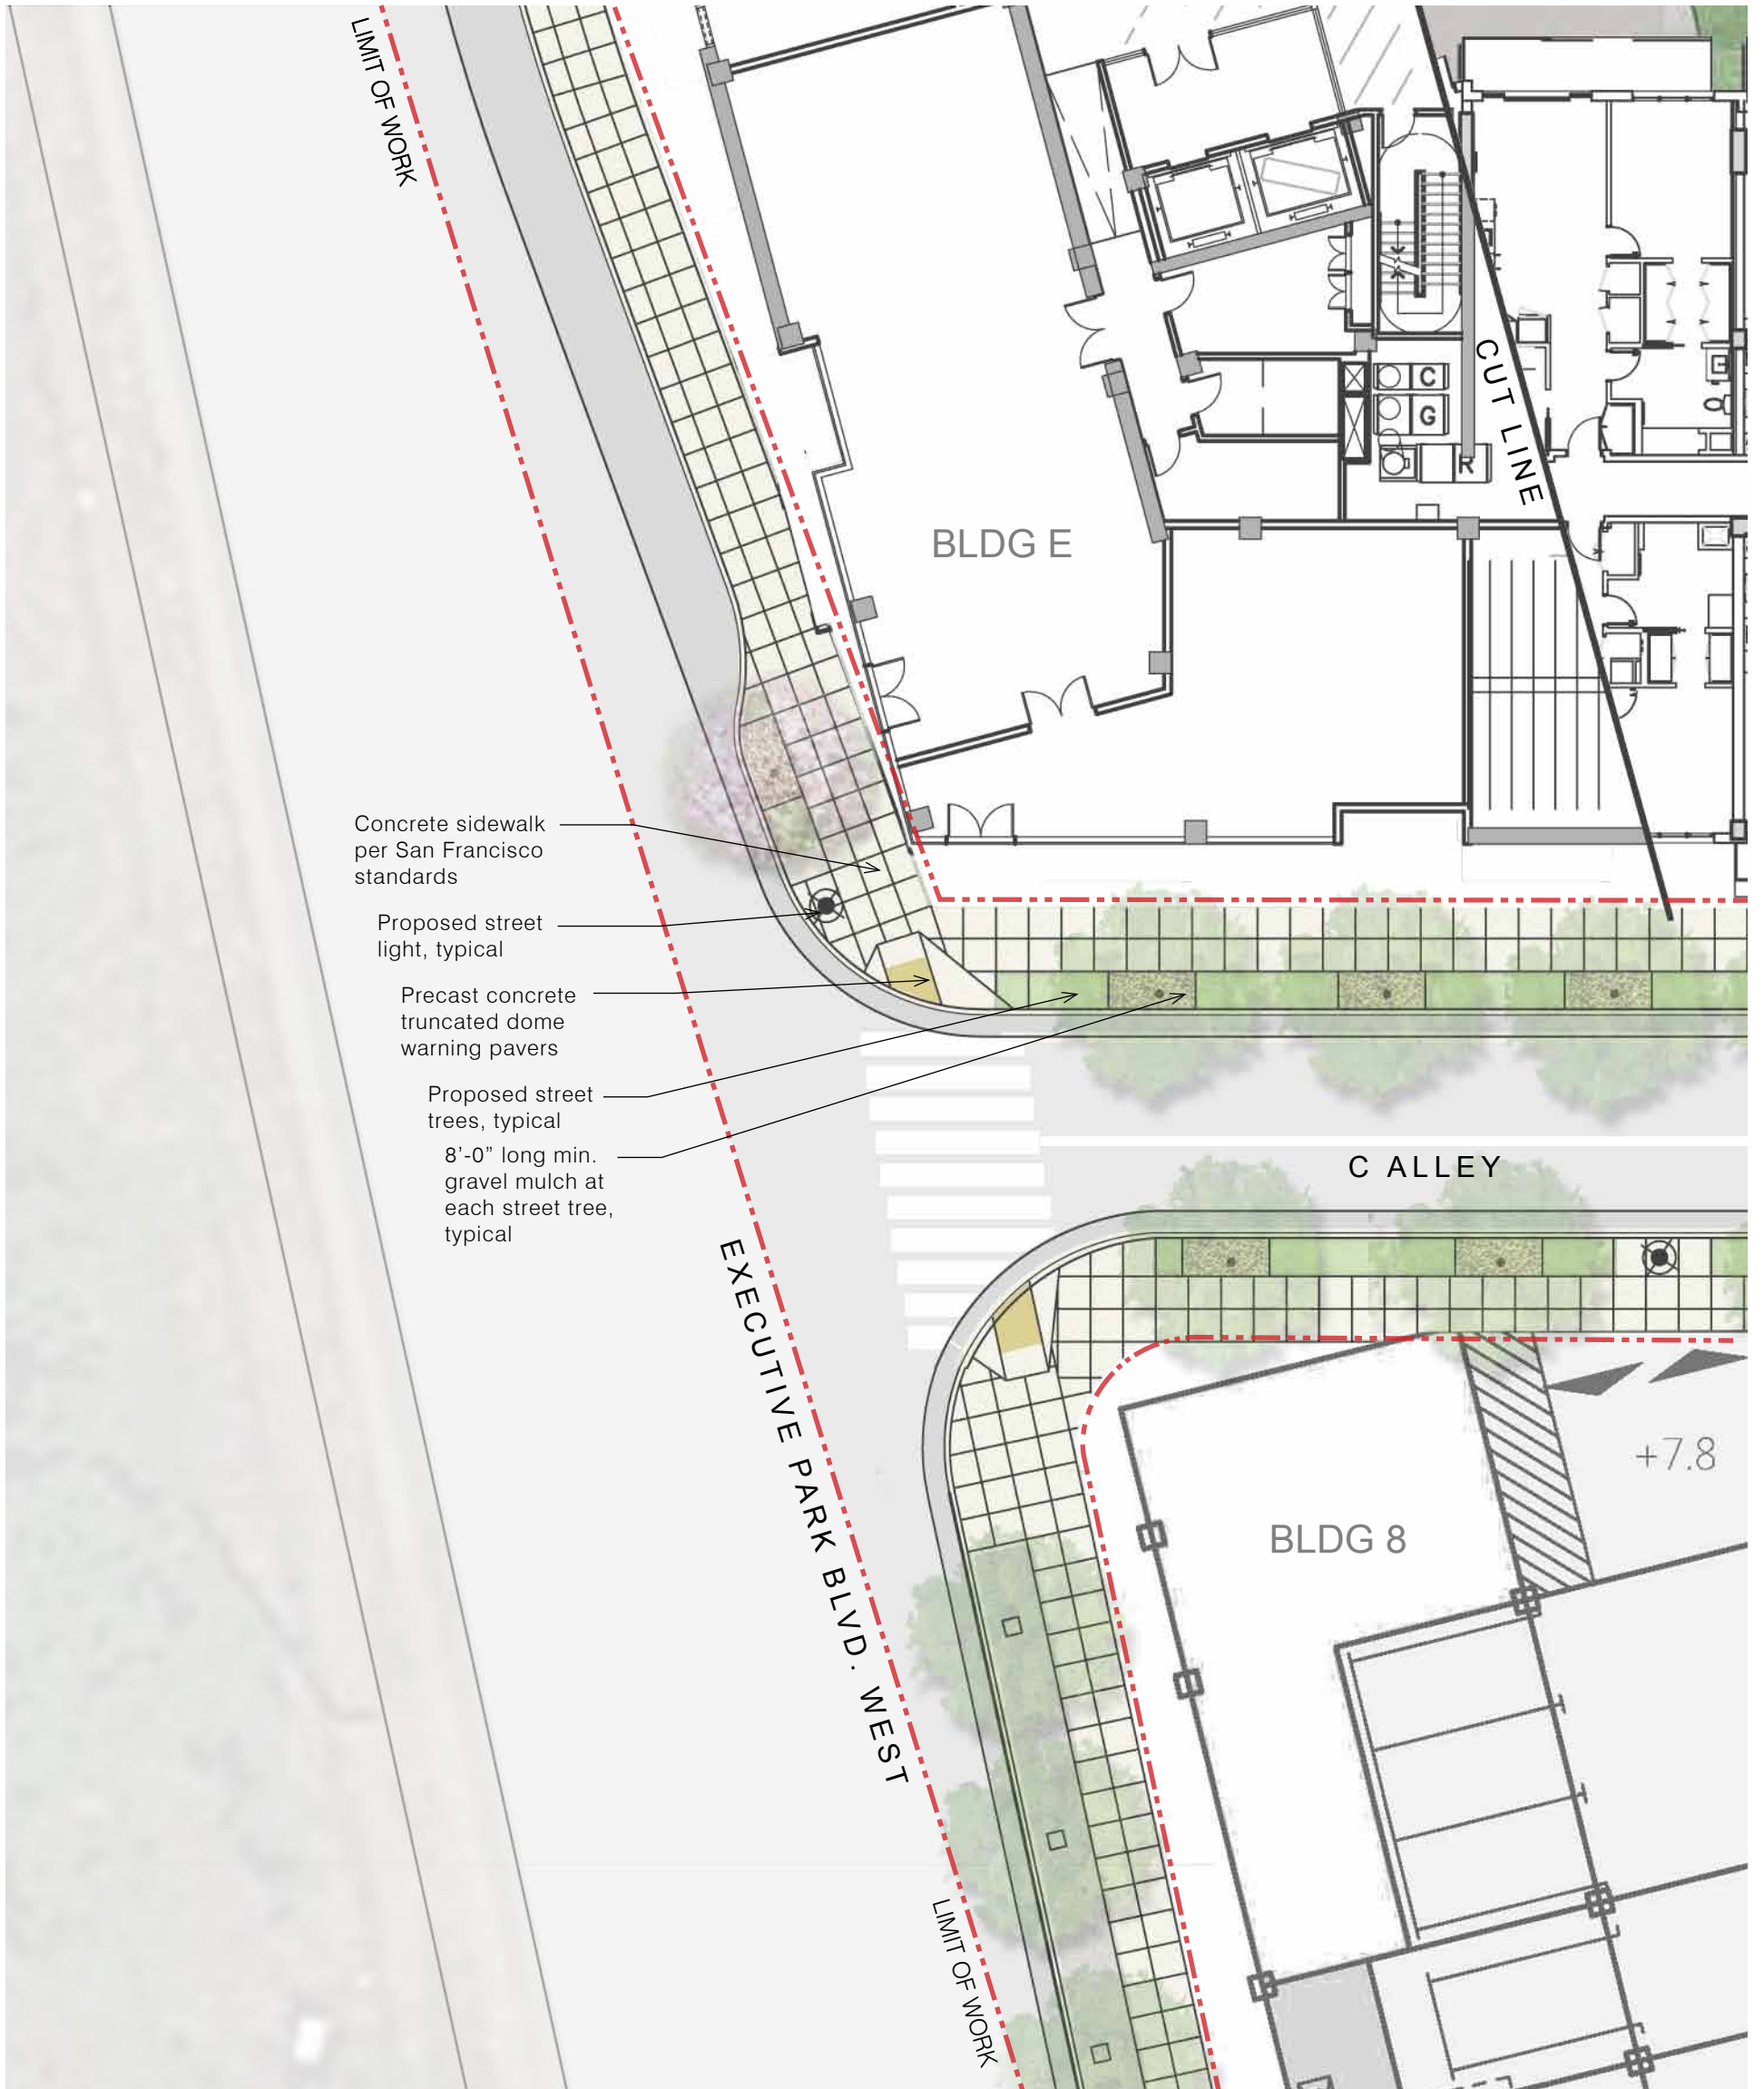 LIMIT OF WORK
C
G
R
CUT LINE
BLDG E
Concrete sidewalk
per San Francisco
standards
Proposed street
light, typical
Precast concrete
truncated dome
warning pavers
Proposed street
trees, typical
8’-0” long min.
gravel mulch at
each street tree,
typical
C ALLEY
EXECUTIVE PARK BLVD. WEST
+7.8
BLDG 8
LIMIT OF WORK